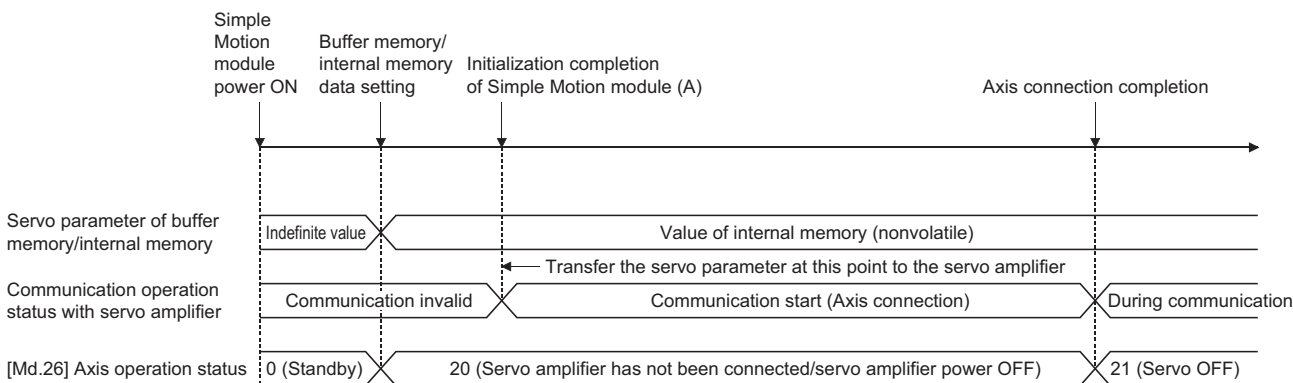 Simple
Motion
module
power ON
Buffer memory/
internal memory
data setting
Initialization completion
of Simple Motion module (A)
Axis connection completion
Servo parameter of buffer
memory/internal memory
Indefinite value
Value of internal memory (nonvolatile)
Transfer the servo parameter at this point to the servo amplifier
Communication operation
status with servo amplifier
Communication invalid
Communication start (Axis connection)
During communication
[Md.26] Axis operation status
0 (Standby)
20 (Servo amplifier has not been connected/servo amplifier power OFF)
21 (Servo OFF)